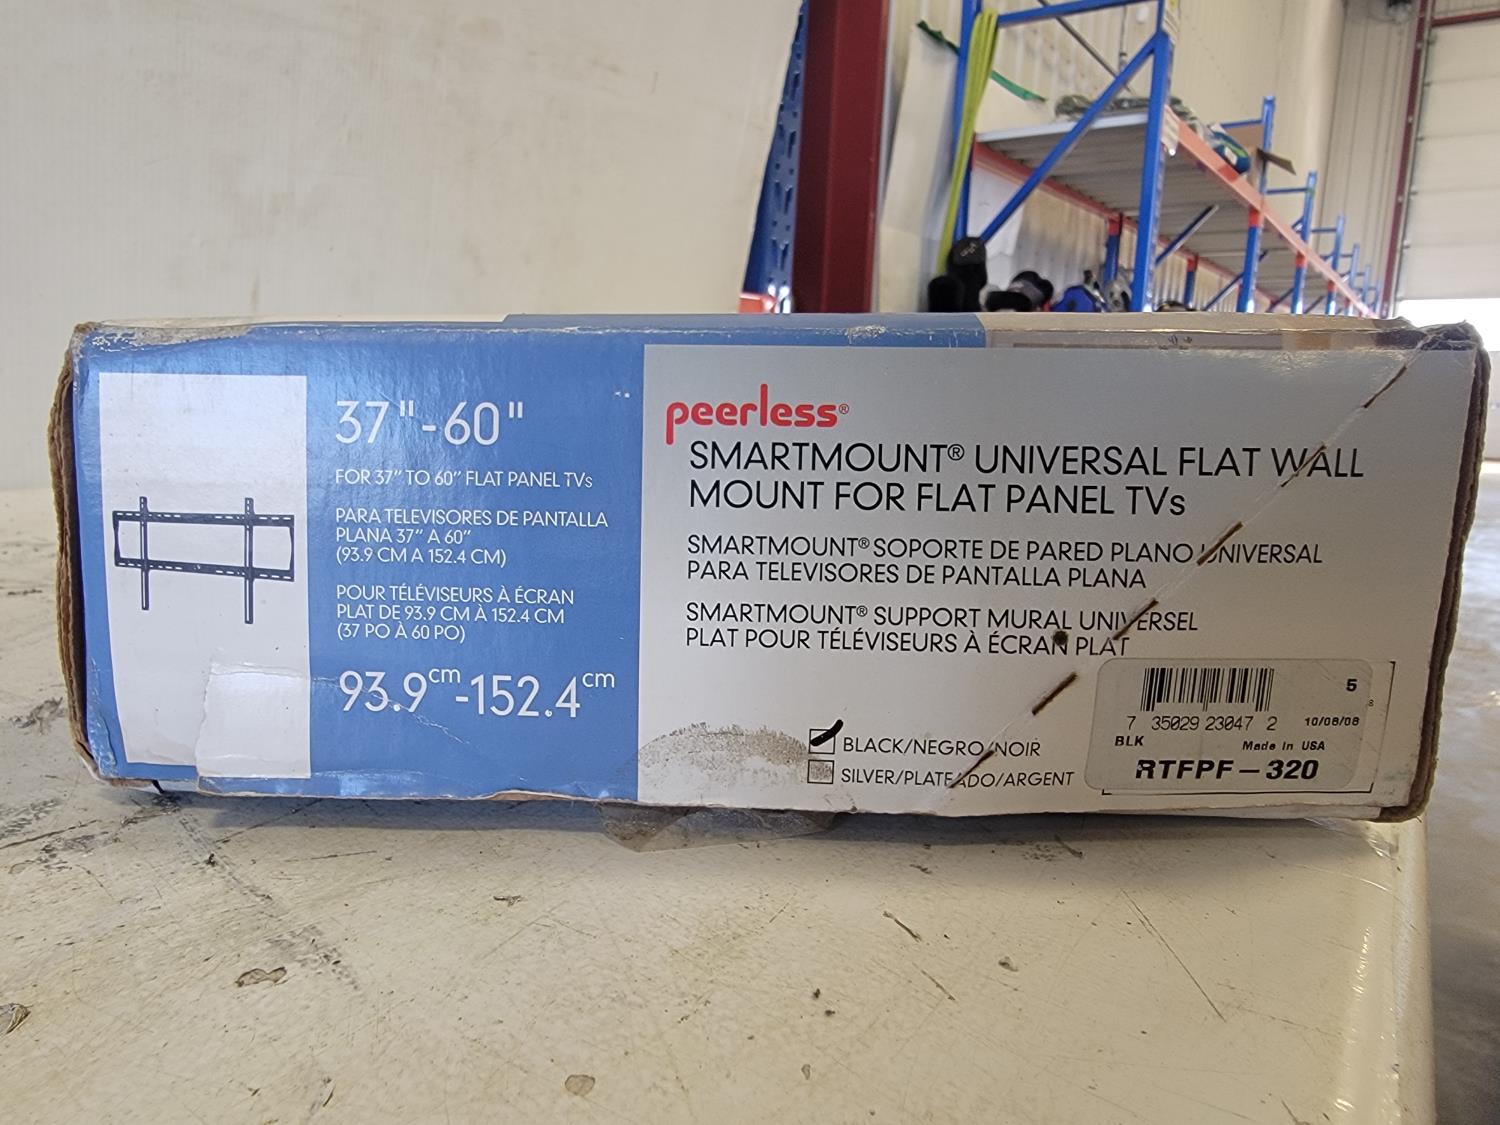 37"-60"
FOR 37" TO 60" FLAT PANEL TVs
PARA TELEVISORES DE PANTALLA
PLANA 37" A 60"
(93.9 CM A 152.4 CM)
POUR TÉLÉVISEURS À ÉCRAN
PLAT DE 93.9 CM À 152.4 CM
(37 PO À 60 PO)
93.9cm-152.4cm
peerless®
SMARTMOUNT® UNIVERSAL FLAT WALL
MOUNT FOR FLAT PANEL TVs
SMARTMOUNT® SOPORTE DE PARED PLANO UNIVERSAL
PARA TELEVISORES DE PANTALLA PLANA
SMARTMOUNT® SUPPORT MURAL UNIVERSEL
PLAT POUR TÉLÉVISEURS À ÉCRAN PLAT
BLACK/NEGRO/NOIR
SILVER/PLATEADO/ARGENT
5
7 35029 23047 2 10/08/08
BLK Made in USA
RTFPF-320